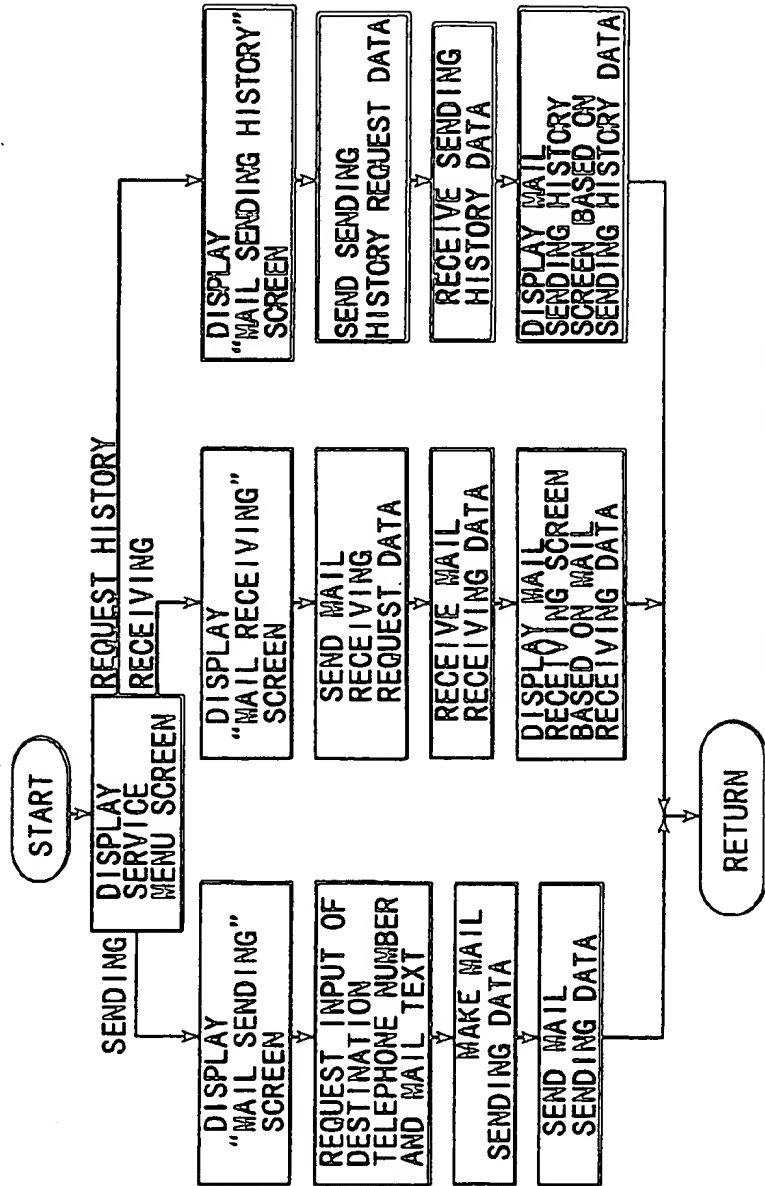 START
DISPLAY
SERVICE
MENU SCREEN
SENDING
REQUEST HISTORY
RECEIVING
DISPLAY
“MAIL SENDING”
SCREEN
REQUEST INPUT OF
DESTINATION
TELEPHONE NUMBER
AND MAIL TEXT
MAKE MAIL
SENDING DATA
SEND MAIL
SENDING DATA
DISPLAY
“MAIL RECEIVING”
SCREEN
SEND MAIL
RECEIVING
REQUEST DATA
RECEIVE MAIL
RECEIVING DATA
DISPLAY MAIL
RECEIVING SCREEN
BASED ON MAIL
RECEIVING DATA
DISPLAY
“MAIL SENDING HISTORY”
SCREEN
SEND SENDING
HISTORY REQUEST DATA
RECEIVE SENDING
HISTORY DATA
DISPLAY MAIL
SENDING HISTORY
SCREEN BASED ON
SENDING HISTORY DATA
RETURN